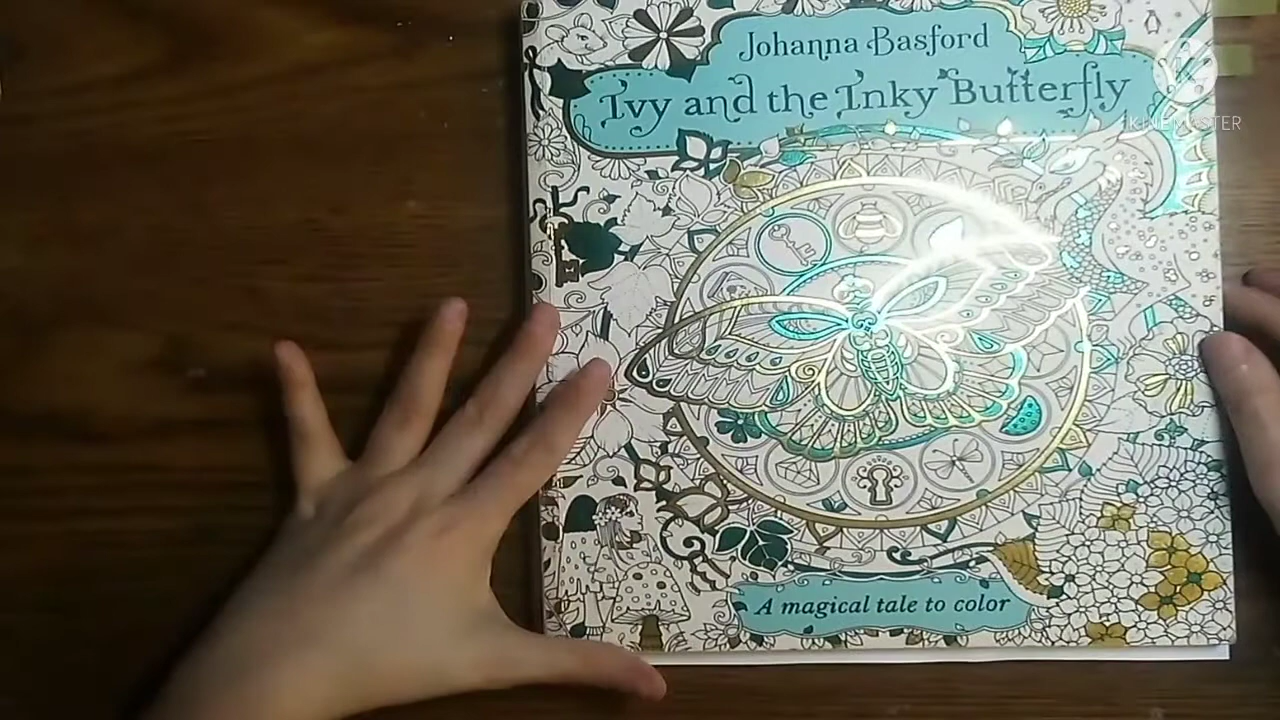 Johanna Basford
Ivy and the Inky Butterfly
KINEMASTER
A magical tale to color